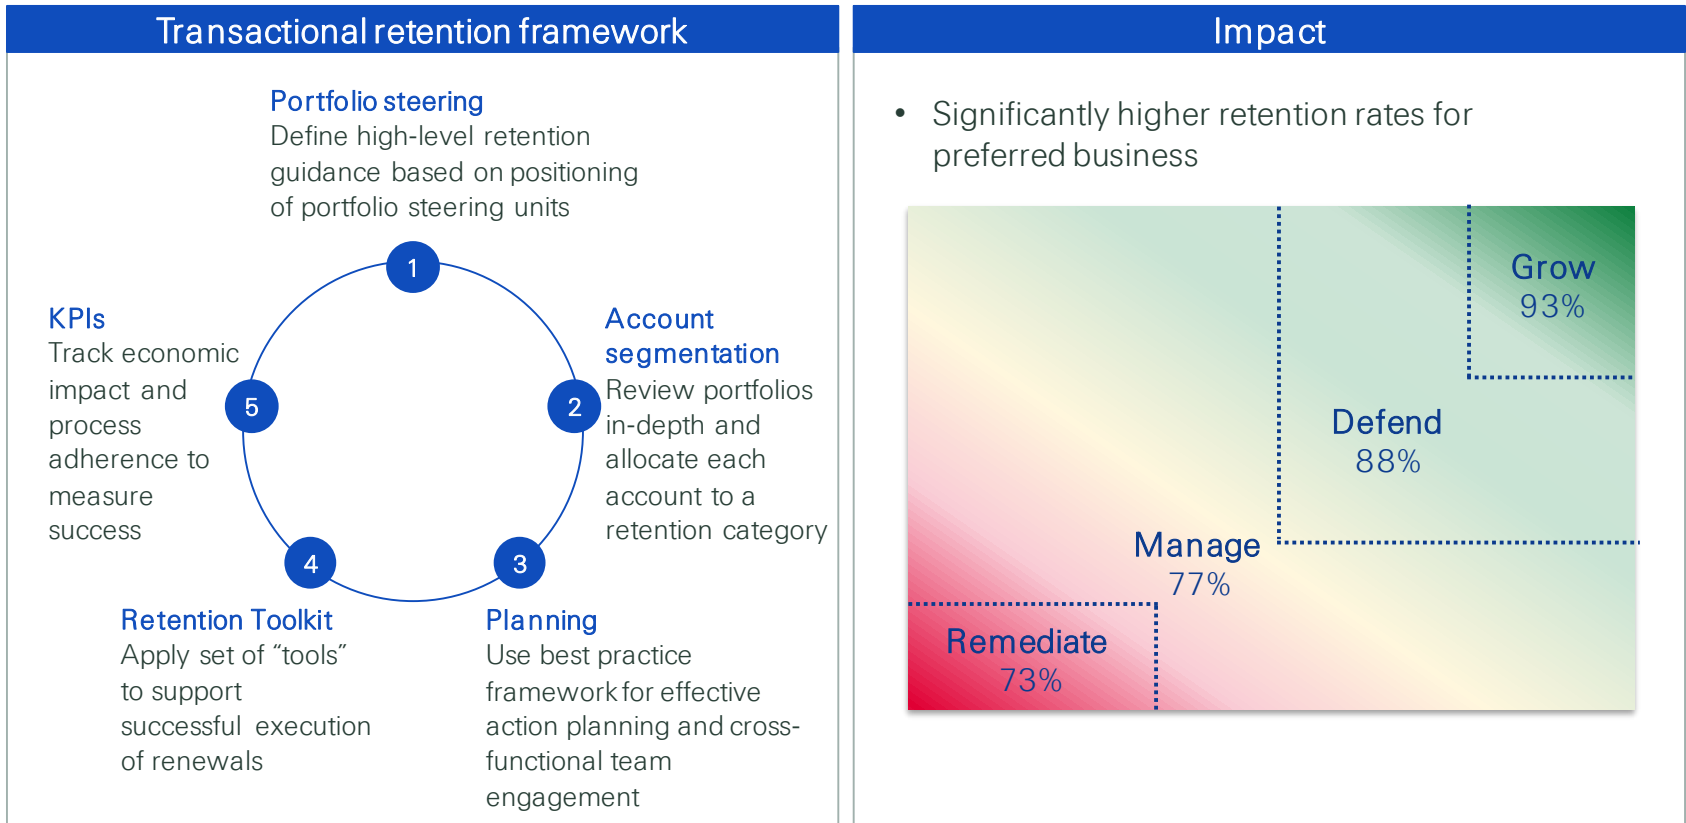 Transactional retention framework
Portfolio steering
Define high-level retention
guidance based on positioning
of portfolio steering units
1
Account
segmentation
Review portfolios
in-depth and
allocate each
account to a
retention category
2
Planning
Use best practice
framework for effective
action planning and cross-
functional team
engagement
3
Retention Toolkit
Apply set of “tools”
to support
successful execution
of renewals
4
KPIs
Track economic
impact and
process
adherence to
measure
success
5
Impact
• Significantly higher retention rates for
preferred business
Grow
93%
Defend
88%
Manage
77%
Remediate
73%